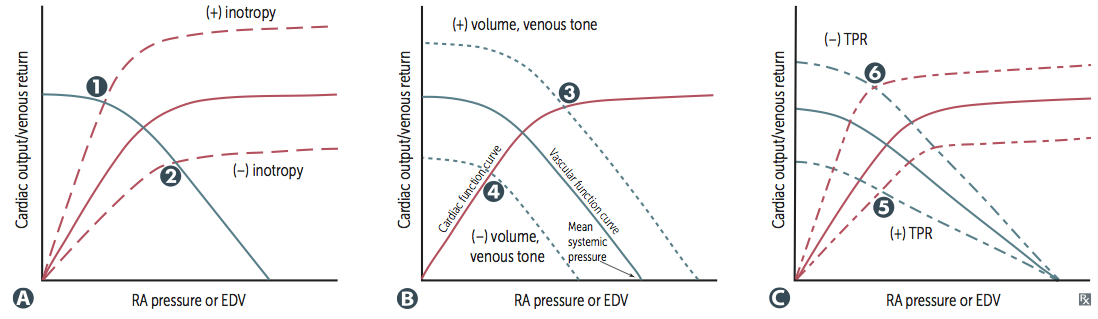 (+) inotropy
1
2
(–) inotropy
Cardiac output/venous return
RA pressure or EDV
A
(+) volume, venous tone
3
4
Cardiac function curve
Vascular function curve
(–) volume,
venous tone
Mean
systemic
pressure
Cardiac output/venous return
RA pressure or EDV
B
(–) TPR
6
5
(+) TPR
Cardiac output/venous return
RA pressure or EDV
C
Rx